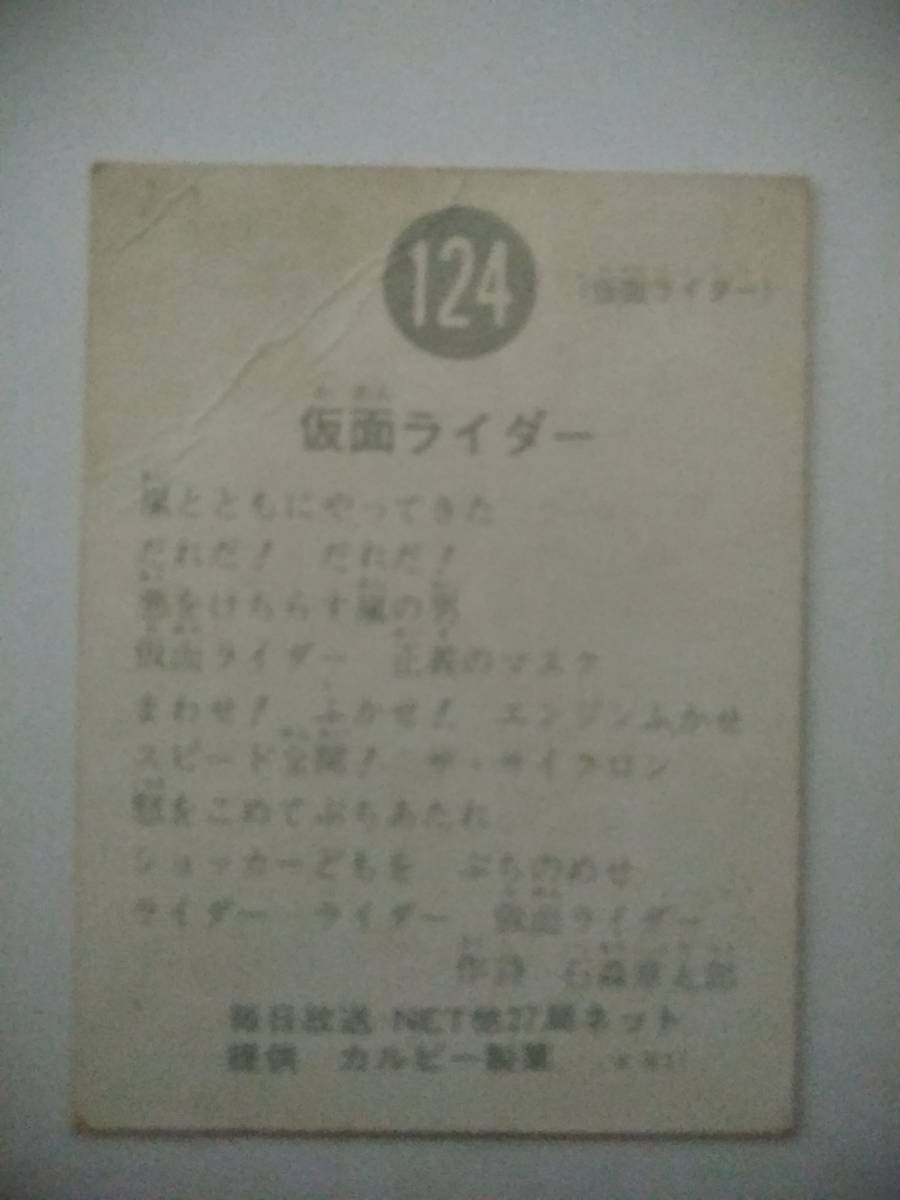 124
(仮面ライダー)
仮面ライダー
嵐とともにやってきた
だれだ! だれだ!
悪をけちらす嵐の男
仮面ライダー 正義のマスク
まわせ! ふかせ! エンジンふかせ
スピード全開! ザ・サイクロン
怒をこめてぶちあたれ
ショッカーどもを ぶちのめせ
ライダー ライダー 仮面ライダー
作詩 石森章太郎
毎日放送・NET他27局ネット
提供 カルビー製菓